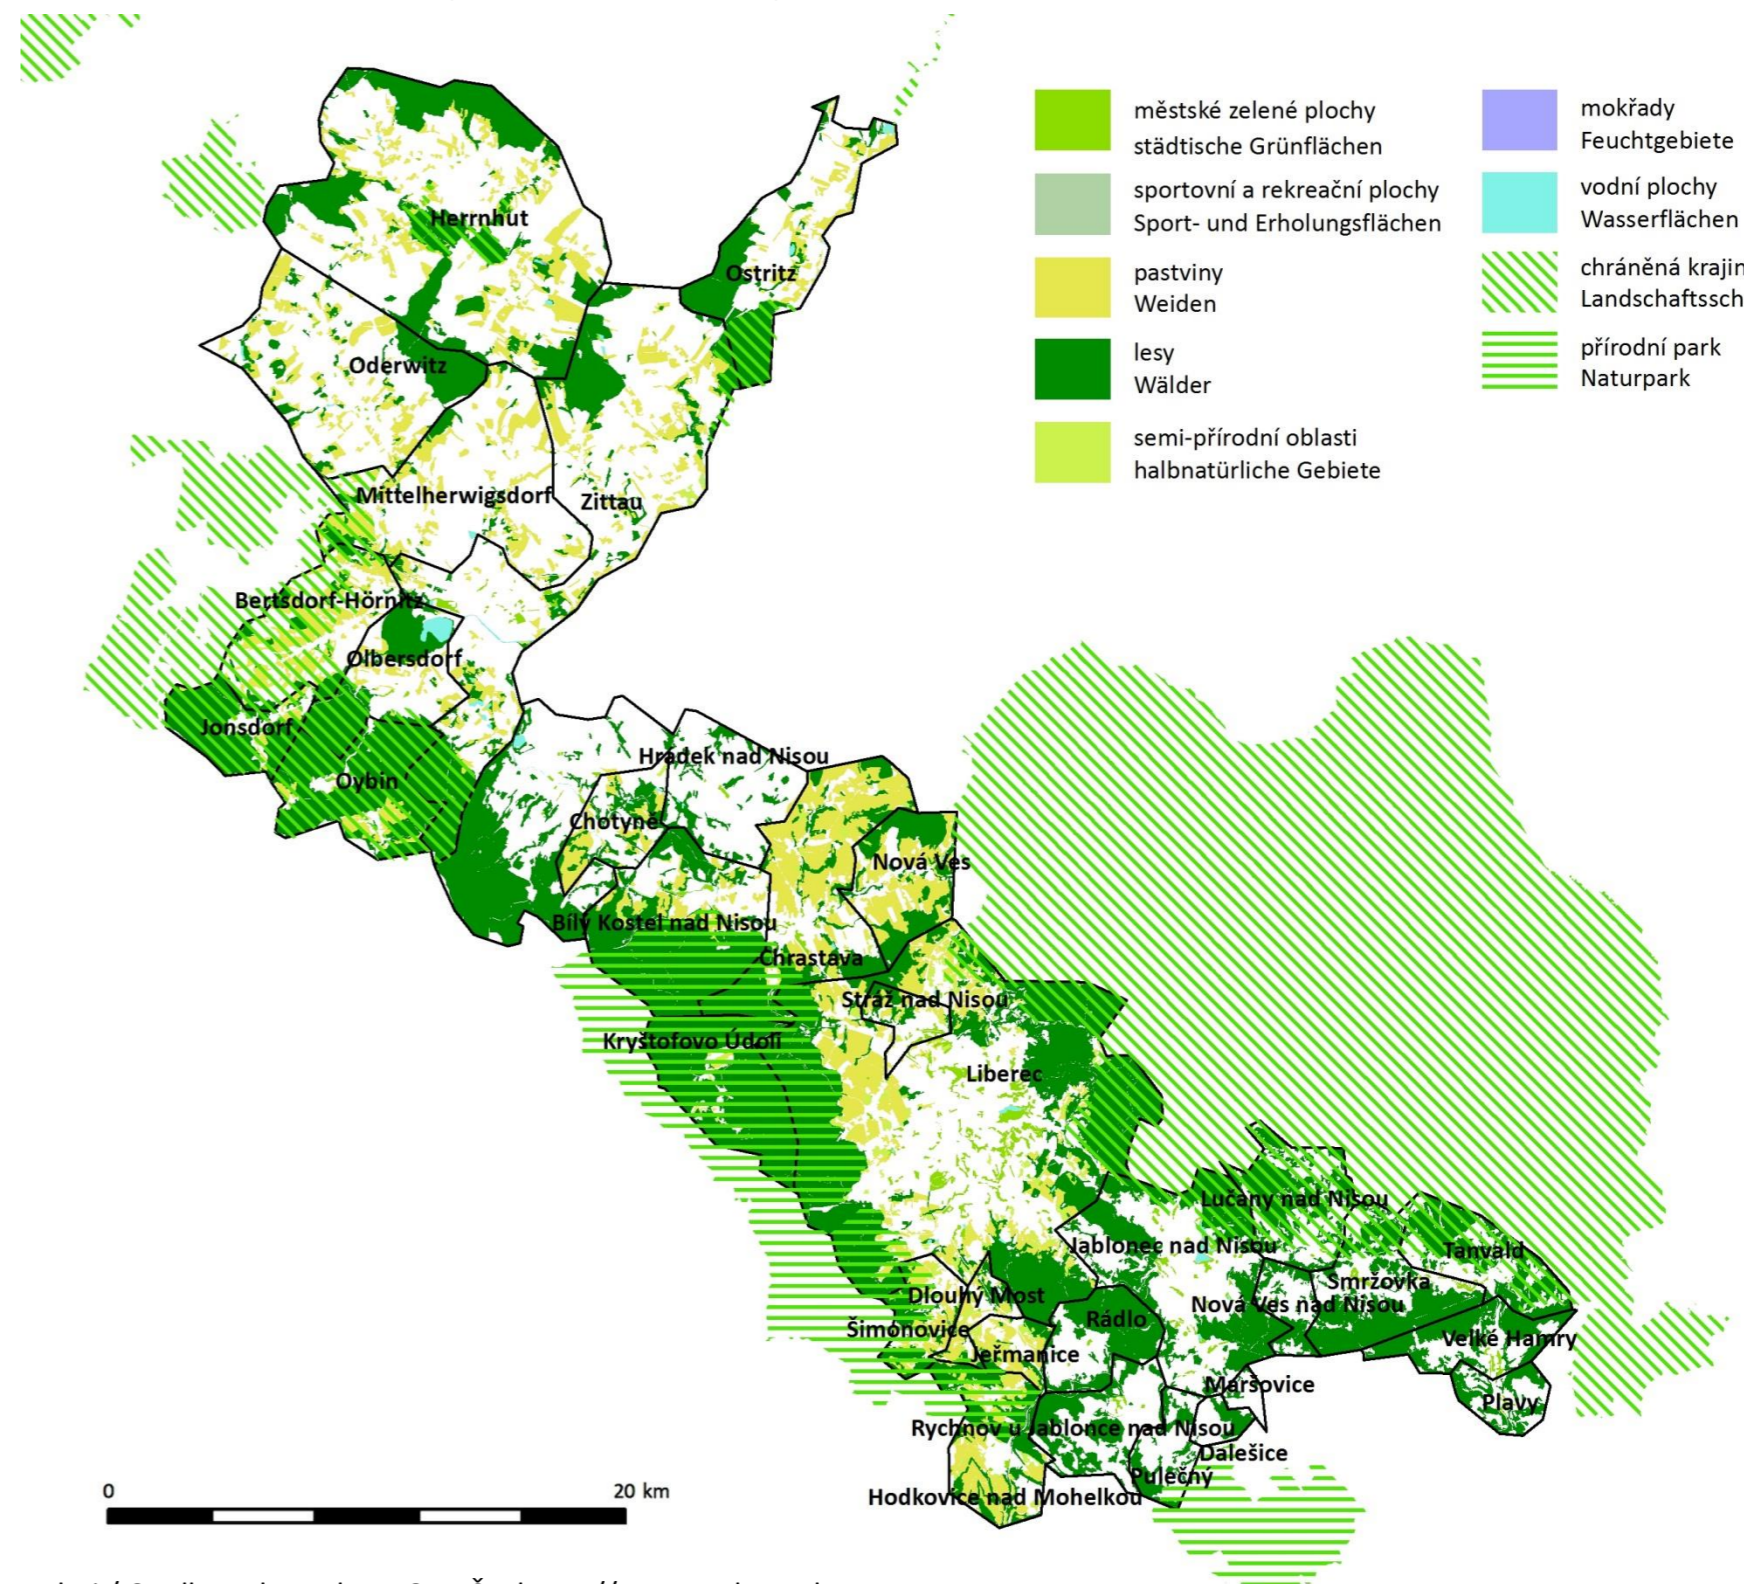 městské zelené plochy
städtische Grünflächen
sportovní a rekreační plochy
Sport- und Erholungsflächen
pastviny
Weiden
lesy
Wälder
semi-přírodní oblasti
halbnatürliche Gebiete
mokřady
Feuchtgebiete
vodní plochy
Wasserflächen
chráněná krajin
Landschaftssch
přírodní park
Naturpark
Herrnhut
Ostritz
Oderwitz
Mittelherwigsdorf
Zittau
Bertsdorf-Hörnitz
Olbersdorf
Jonsdorf
Oybin
Hrádek nad Nisou
Chotyně
Nová Ves
Bílý Kostel nad Nisou
Chrastava
Stráž nad Nisou
Kryštofovo Údolí
Liberec
Lučany nad Nisou
Jablonec nad Nisou
Tanvald
Smržovka
Dlouhý Most
Nová Ves nad Nisou
Rádlo
Šimonovice
Velké Hamry
Jeřmanice
Maršovice
Plavy
Rychnov u Jablonce nad Nisou
Dalešice
Pulečný
Hodkovice nad Mohelkou
0 20 km